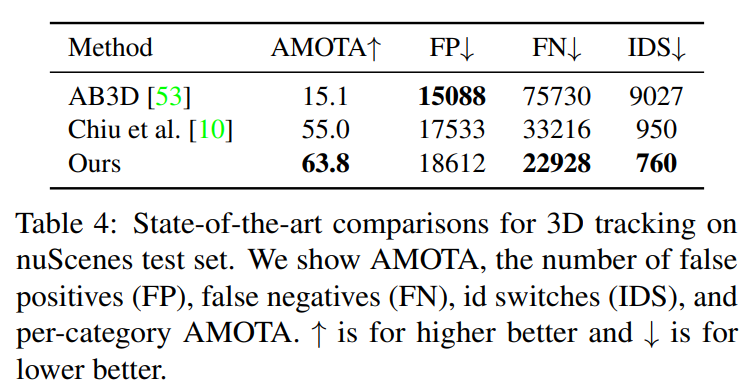 Method AMOTA↑ FP↓ FN↓ IDS↓
AB3D [53] 15.1 15088 75730 9027
Chiu et al. [10] 55.0 17533 33216 950
Ours 63.8 18612 22928 760
Table 4: State-of-the-art comparisons for 3D tracking on
nuScenes test set. We show AMOTA, the number of false
positives (FP), false negatives (FN), id switches (IDS), and
per-category AMOTA. ↑ is for higher better and ↓ is for
lower better.